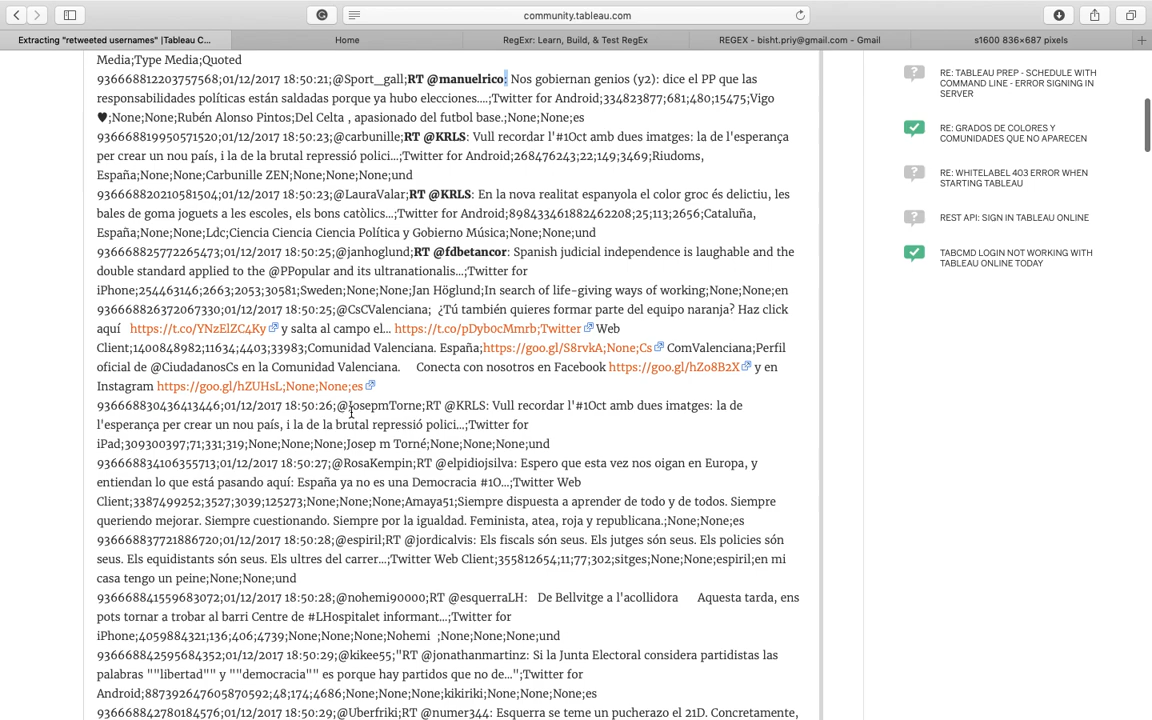 community.tableau.com
Extracting "retweeted usernames" |Tableau C...
Home
RegExr: Learn, Build, & Test RegEx
REGEX - bisht.priy@gmail.com - Gmail
s1600 836×687 pixels
Media;Type Media;Quoted
936668812203757568;01/12/2017 18:50:21;@Sport_gall;RT @manuelrico: Nos gobiernan genios (y2): dice el PP que las
responsabilidades políticas están saldadas porque ya hubo elecciones....;Twitter for Android;334823877;681;480;15475;Vigo
♥;None;None;Rubén Alonso Pintos;Del Celta , apasionado del futbol base.;None;None;es
936668819950571520;01/12/2017 18:50:23;@carbunille;RT @KRLS: Vull recordar l'#1Oct amb dues imatges: la de l'esperança
per crear un nou país, i la de la brutal repressió polici...;Twitter for Android;268476243;22;149;3469;Riudoms,
España;None;None;Carbunille ZEN;None;None;None;und
936668820210581504;01/12/2017 18:50:23;@LauraValar;RT @KRLS: En la nova realitat espanyola el color groc és delictiu, les
bales de goma joguets a les escoles, els bons catòlics...;Twitter for Android;898433461882462208;25;113;2656;Cataluña,
España;None;None;Ldc;Ciencia Ciencia Ciencia Política y Gobierno Música;None;None;und
936668825772265473;01/12/2017 18:50:25;@janhoglund;RT @fdbetancor: Spanish judicial independence is laughable and the
double standard applied to the @PPopular and its ultranationalis...;Twitter for
iPhone;254463146;2663;2053;30581;Sweden;None;None;Jan Höglund;In search of life-giving ways of working;None;None;en
936668826372067330;01/12/2017 18:50:25;@CsCValenciana; ¿Tú también quieres formar parte del equipo naranja? Haz click
aquí https://t.co/YNzElZC4Ky y salta al campo el... https://t.co/pDybocMmrb;Twitter Web
Client;1400848982;11634;4403;33983;Comunidad Valenciana. España;https://goo.gl/S8rvkA;None;Cs ComValenciana;Perfil
oficial de @CiudadanosCs en la Comunidad Valenciana. Conecta con nosotros en Facebook https://goo.gl/hZo8B2X y en
Instagram https://goo.gl/hZUHsL;None;None;es
936668830436413446;01/12/2017 18:50:26;@JosepmTorne;RT @KRLS: Vull recordar l'#1Oct amb dues imatges: la de
l'esperança per crear un nou país, i la de la brutal repressió polici...;Twitter for
iPad;309300397;71;331;319;None;None;None;Josep m Torné;None;None;None;und
936668834106355713;01/12/2017 18:50:27;@RosaKempin;RT @elpidiojsilva: Espero que esta vez nos oigan en Europa, y
entiendan lo que está pasando aquí: España ya no es una Democracia #1O...;Twitter Web
Client;3387499252;3527;3039;125273;None;None;None;Amaya51;Siempre dispuesta a aprender de todo y de todos. Siempre
queriendo mejorar. Siempre cuestionando. Siempre por la igualdad. Feminista, atea, roja y republicana.;None;None;es
936668837721886720;01/12/2017 18:50:28;@espiril;RT @jordicalvis: Els fiscals són seus. Els jutges són seus. Els policies són
seus. Els equidistants són seus. Els ultres del carrer...;Twitter Web Client;355812654;11;77;302;sitges;None;None;espiril;en mi
casa tengo un peine;None;None;und
936668841559683072;01/12/2017 18:50:28;@nohemi90000;RT @esquerraLH: De Bellvitge a l'acollidora Aquesta tarda, ens
pots tornar a trobar al barri Centre de #LHospitalet informant...;Twitter for
iPhone;4059884321;136;406;4739;None;None;None;Nohemi ;None;None;None;und
936668842595684352;01/12/2017 18:50:29;@kikee55;"RT @jonathanmartinz: Si la Junta Electoral considera partidistas las
palabras ""libertad"" y ""democracia"" es porque hay partidos que no de...";Twitter for
Android;887392647605870592;48;174;4686;None;None;None;kikiriki;None;None;None;es
936668842780184576;01/12/2017 18:50:29;@Uberfriki;RT @numer344: Esquerra se teme un pucherazo el 21D. Concretamente,
RE: TABLEAU PREP - SCHEDULE WITH
COMMAND LINE - ERROR SIGNING IN
SERVER
RE: GRADOS DE COLORES Y
COMUNIDADES QUE NO APARECEN
RE: WHITELABEL 403 ERROR WHEN
STARTING TABLEAU
REST API: SIGN IN TABLEAU ONLINE
TABCMD LOGIN NOT WORKING WITH
TABLEAU ONLINE TODAY